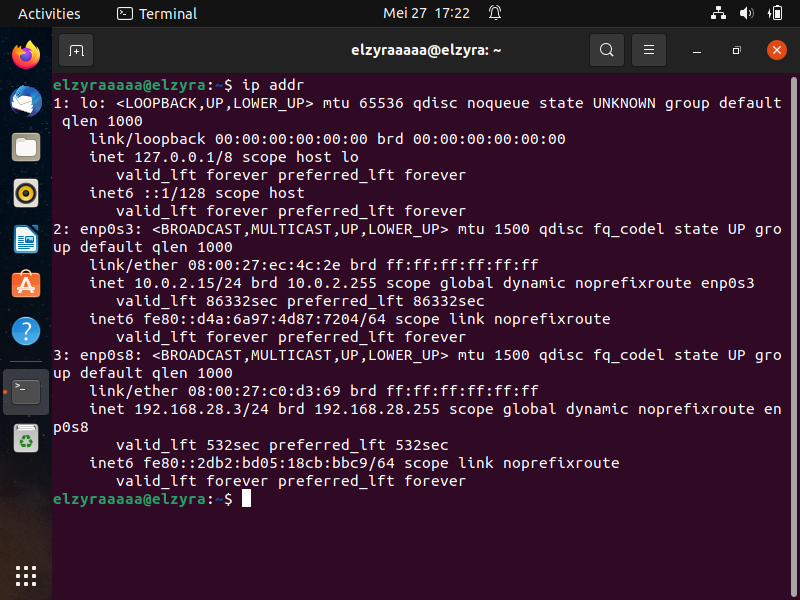 Activities Terminal Mei 27 17:22
elzyraaaaa@elzyra: ~
elzyraaaaa@elzyra:~$ ip addr
1: lo: <LOOPBACK,UP,LOWER_UP> mtu 65536 qdisc noqueue state UNKNOWN group default
 qlen 1000
    link/loopback 00:00:00:00:00:00 brd 00:00:00:00:00:00
    inet 127.0.0.1/8 scope host lo
       valid_lft forever preferred_lft forever
    inet6 ::1/128 scope host
       valid_lft forever preferred_lft forever
2: enp0s3: <BROADCAST,MULTICAST,UP,LOWER_UP> mtu 1500 qdisc fq_codel state UP gro
up default qlen 1000
    link/ether 08:00:27:ec:4c:2e brd ff:ff:ff:ff:ff:ff
    inet 10.0.2.15/24 brd 10.0.2.255 scope global dynamic noprefixroute enp0s3
       valid_lft 86332sec preferred_lft 86332sec
    inet6 fe80::d4a:6a97:4d87:7204/64 scope link noprefixroute
       valid_lft forever preferred_lft forever
3: enp0s8: <BROADCAST,MULTICAST,UP,LOWER_UP> mtu 1500 qdisc fq_codel state UP gro
up default qlen 1000
    link/ether 08:00:27:c0:d3:69 brd ff:ff:ff:ff:ff:ff
    inet 192.168.28.3/24 brd 192.168.28.255 scope global dynamic noprefixroute en
p0s8
       valid_lft 532sec preferred_lft 532sec
    inet6 fe80::2db2:bd05:18cb:bbc9/64 scope link noprefixroute
       valid_lft forever preferred_lft forever
elzyraaaaa@elzyra:~$